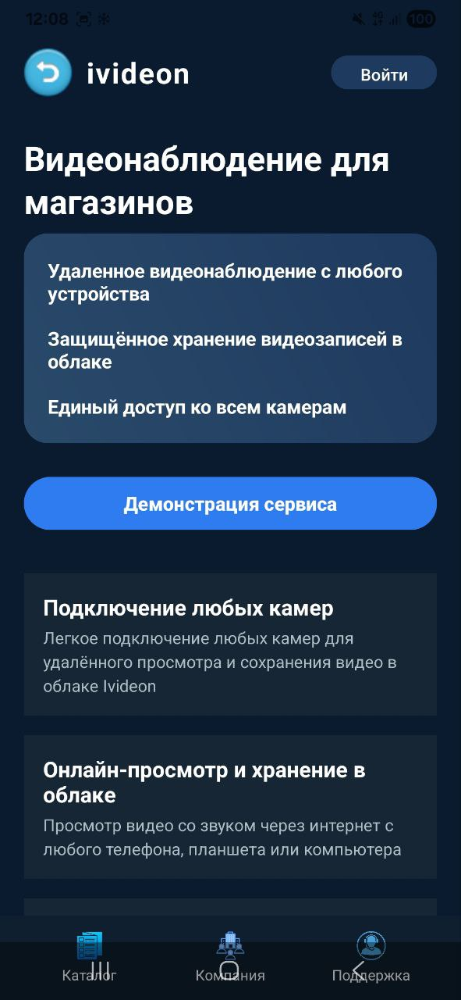 12:08
4G
100
ivideon
Войти
Видеонаблюдение для
магазинов
Удаленное видеонаблюдение с любого
устройства
Защищённое хранение видеозаписей в
облаке
Единый доступ ко всем камерам
Демонстрация сервиса
Подключение любых камер
Легкое подключение любых камер для
удалённого просмотра и сохранения видео в
облаке Ivideon
Онлайн-просмотр и хранение в
облаке
Просмотр видео со звуком через интернет с
любого телефона, планшета или компьютера
Каталог
Компания
Поддержка